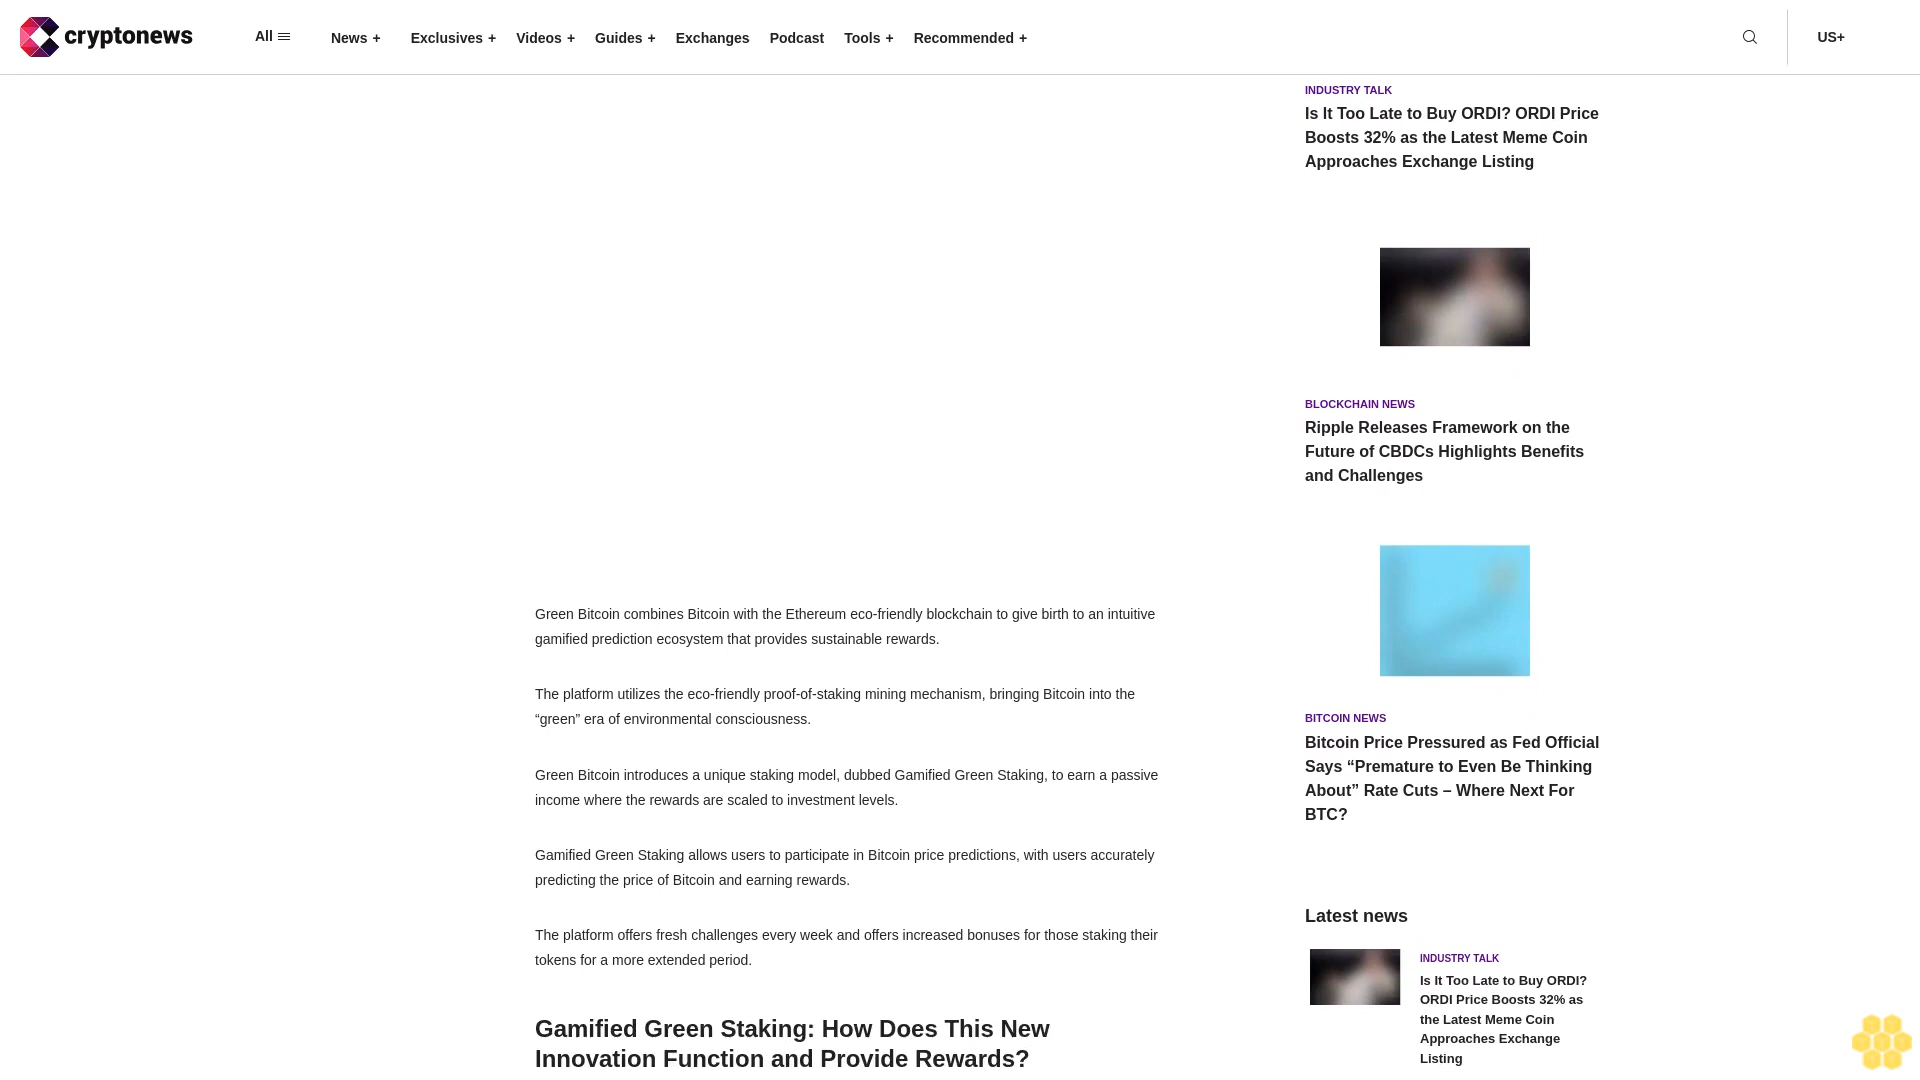 cryptonews
All
News +
Exclusives +
Videos +
Guides +
Exchanges
Podcast
Tools +
Recommended +
US+
Green Bitcoin combines Bitcoin with the Ethereum eco-friendly blockchain to give birth to an intuitive
gamified prediction ecosystem that provides sustainable rewards.
The platform utilizes the eco-friendly proof-of-staking mining mechanism, bringing Bitcoin into the
“green” era of environmental consciousness.
Green Bitcoin introduces a unique staking model, dubbed Gamified Green Staking, to earn a passive
income where the rewards are scaled to investment levels.
Gamified Green Staking allows users to participate in Bitcoin price predictions, with users accurately
predicting the price of Bitcoin and earning rewards.
The platform offers fresh challenges every week and offers increased bonuses for those staking their
tokens for a more extended period.
Gamified Green Staking: How Does This New
Innovation Function and Provide Rewards?
INDUSTRY TALK
Is It Too Late to Buy ORDI? ORDI Price
Boosts 32% as the Latest Meme Coin
Approaches Exchange Listing
BLOCKCHAIN NEWS
Ripple Releases Framework on the
Future of CBDCs Highlights Benefits
and Challenges
BITCOIN NEWS
Bitcoin Price Pressured as Fed Official
Says “Premature to Even Be Thinking
About” Rate Cuts – Where Next For
BTC?
Latest news
INDUSTRY TALK
Is It Too Late to Buy ORDI?
ORDI Price Boosts 32% as
the Latest Meme Coin
Approaches Exchange
Listing